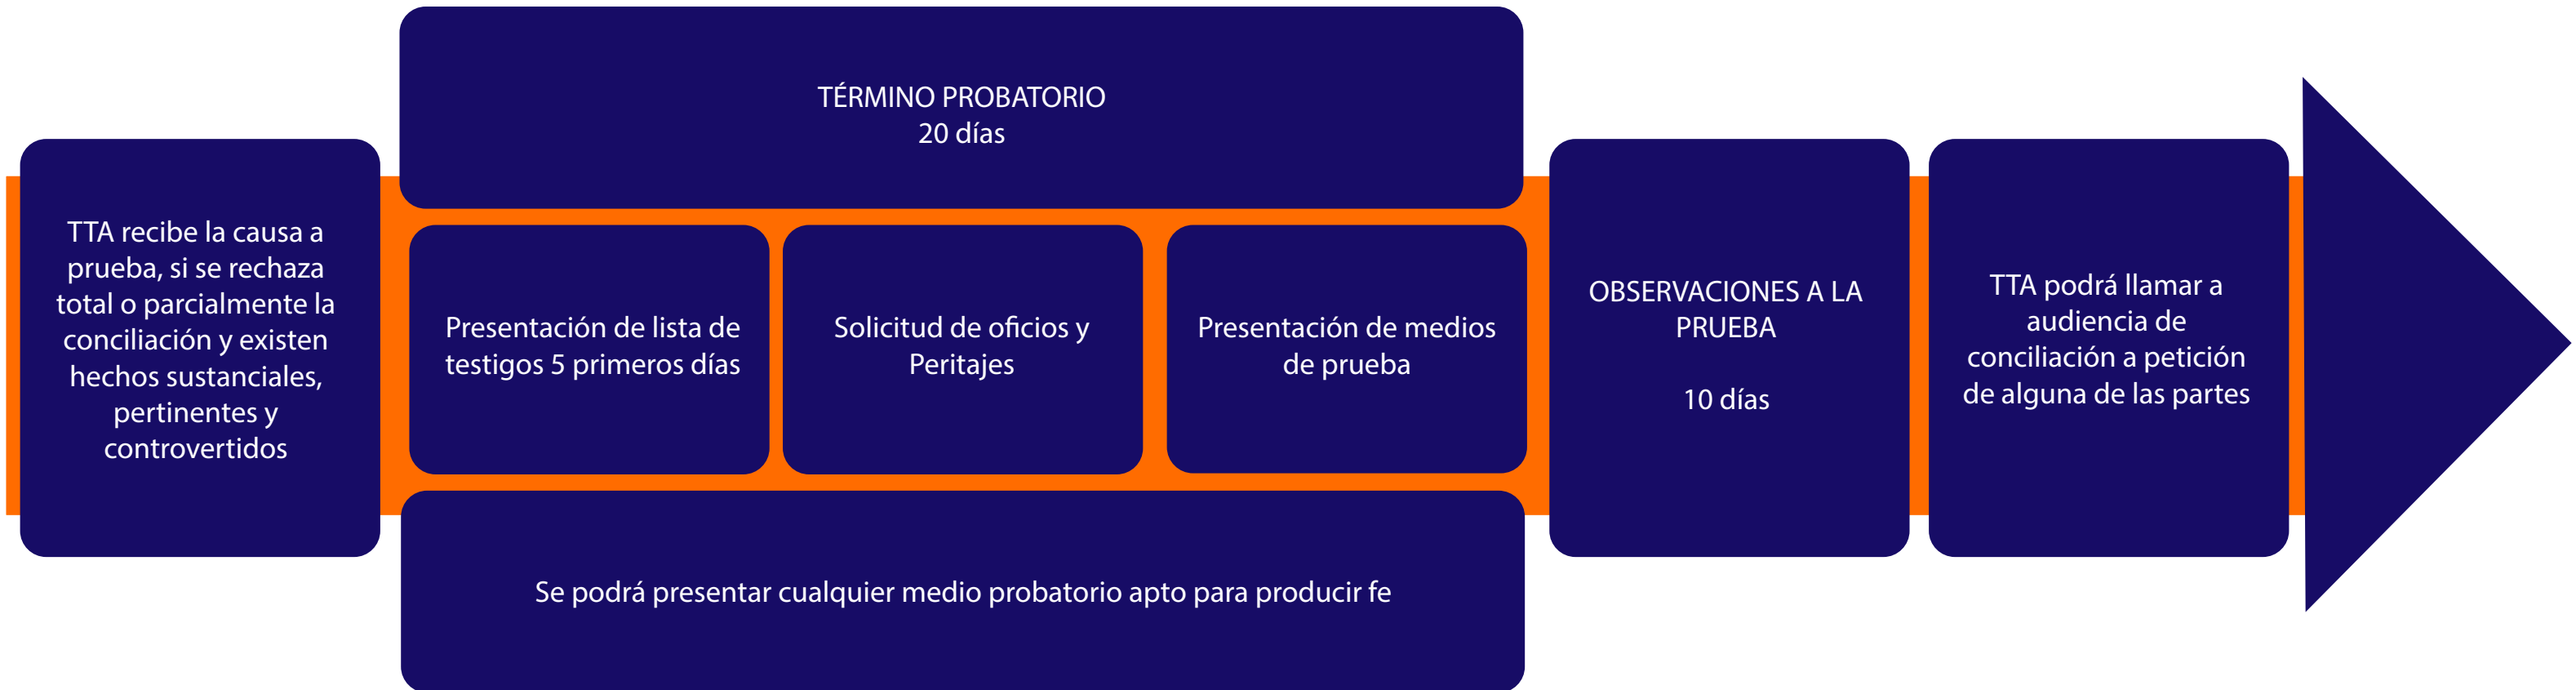 TTA recibe la causa a
prueba, si se rechaza
total o parcialmente la
conciliación y existen
hechos sustanciales,
pertinentes y
controvertidos
TÉRMINO PROBATORIO
20 días
Presentación de lista de
testigos 5 primeros días
Solicitud de oficios y
Peritajes
Presentación de medios
de prueba
Se podrá presentar cualquier medio probatorio apto para producir fe
OBSERVACIONES A LA
PRUEBA
10 días
TTA podrá llamar a
audiencia de
conciliación a petición
de alguna de las partes